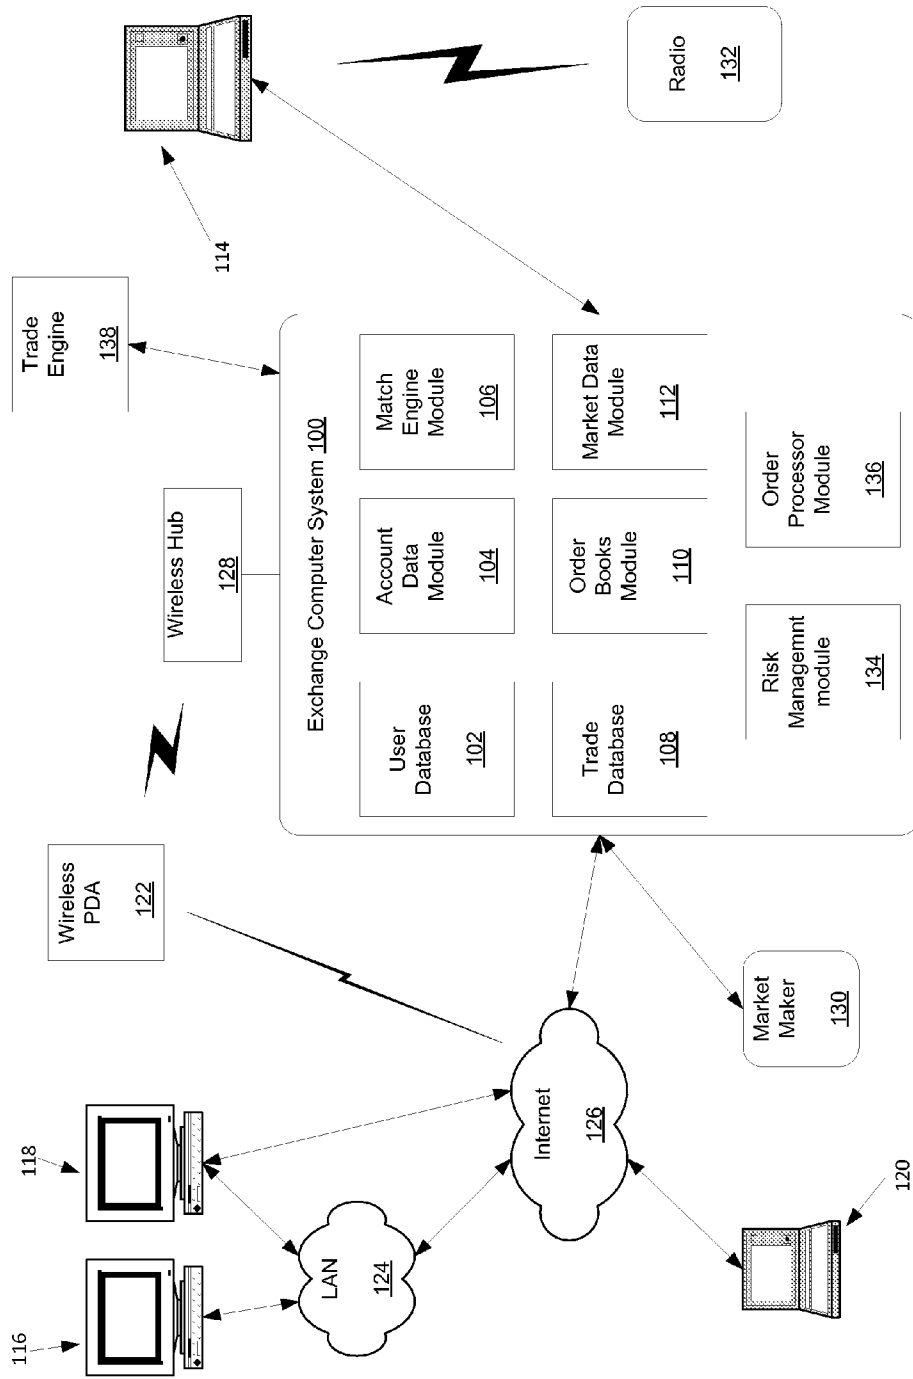 116
118
Wireless
PDA
122
Wireless Hub
128
Trade
Engine
138
114
LAN
124
Internet
126
Exchange Computer System 100
User
Database
102
Account
Data
Module
104
Match
Engine
Module
106
Trade
Database
108
Order
Books
Module
110
Market Data
Module
112
Risk
Managemnt
module
134
Order
Processor
Module
136
Radio
132
120
Market
Maker
130